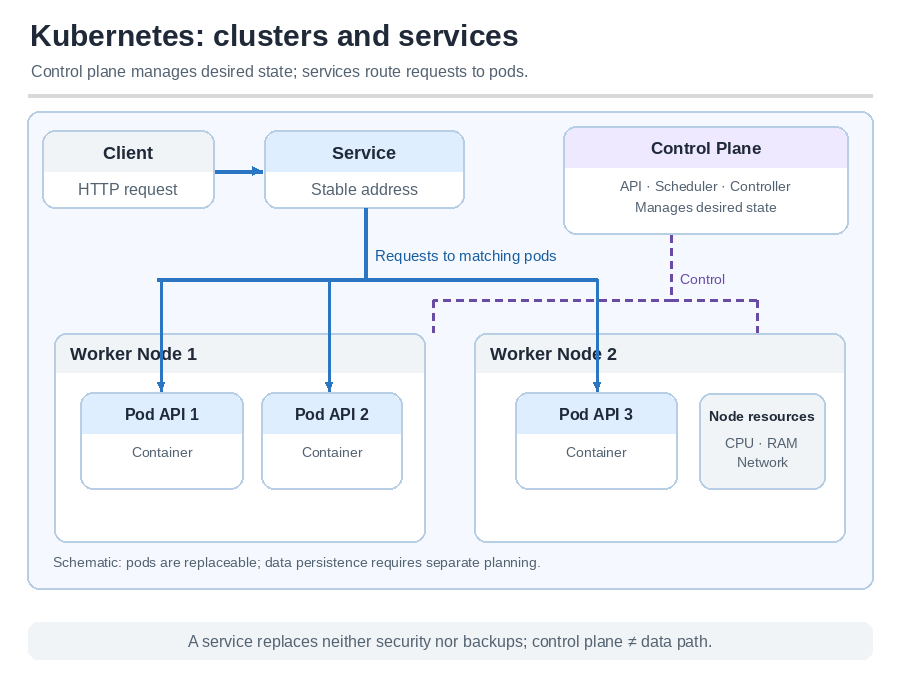 Kubernetes: clusters and services
Control plane manages desired state; services route requests to pods.
Client
HTTP request
Service
Stable address
Control Plane
API · Scheduler · Controller
Manages desired state
Requests to matching pods
Control
Worker Node 1
Pod API 1
Container
Pod API 2
Container
Worker Node 2
Pod API 3
Container
Node resources
CPU · RAM
Network
Schematic: pods are replaceable; data persistence requires separate planning.
A service replaces neither security nor backups; control plane ≠ data path.